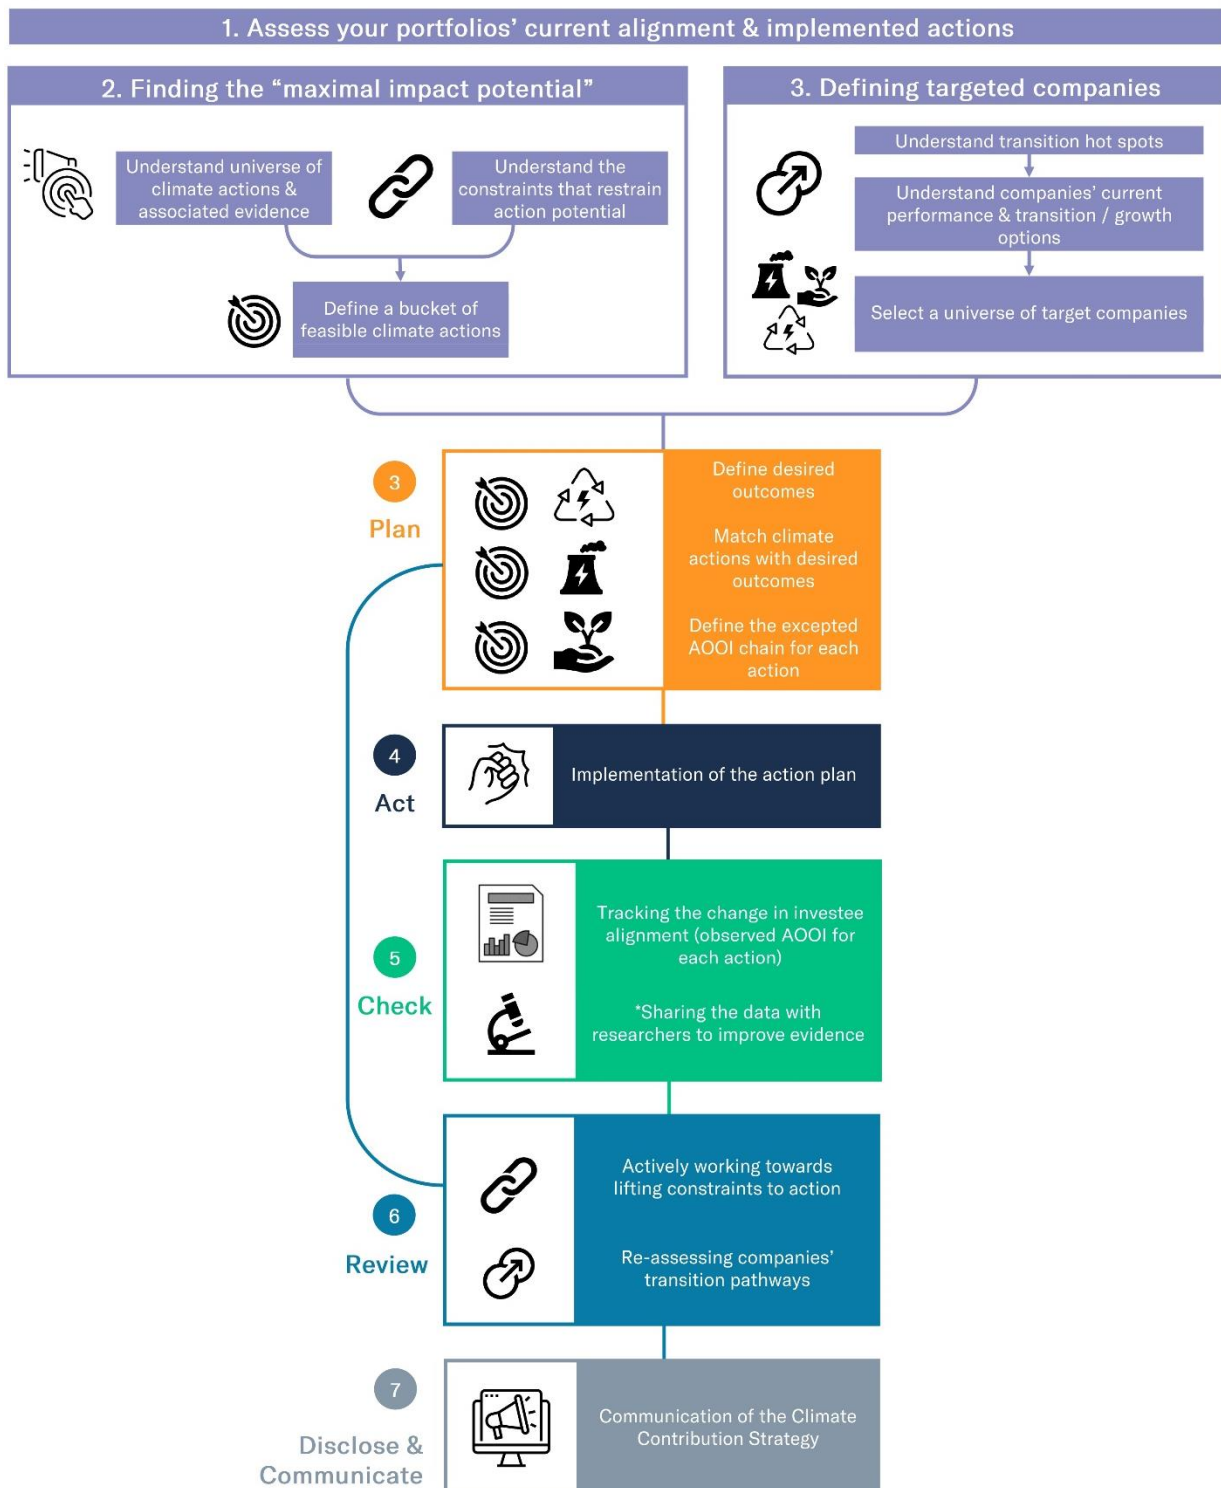 1. Assess your portfolios' current alignment & implemented actions
2. Finding the “maximal impact potential”
Understand universe of
climate actions &
associated evidence
Understand the
constraints that restrain
action potential
Define a bucket of
feasible climate actions
3. Defining targeted companies
Understand transition hot spots
Understand companies' current
performance & transition / growth
options
Select a universe of target companies
3
Plan
Define desired
outcomes
Match climate
actions with desired
outcomes
Define the excepted
AOOI chain for each
action
4
Act
Implementation of the action plan
5
Check
Tracking the change in investee
alignment (observed AOOI for
each action)
*Sharing the data with
researchers to improve evidence
6
Review
Actively working towards
lifting constraints to action
Re-assessing companies'
transition pathways
7
Disclose &
Communicate
Communication of the Climate
Contribution Strategy